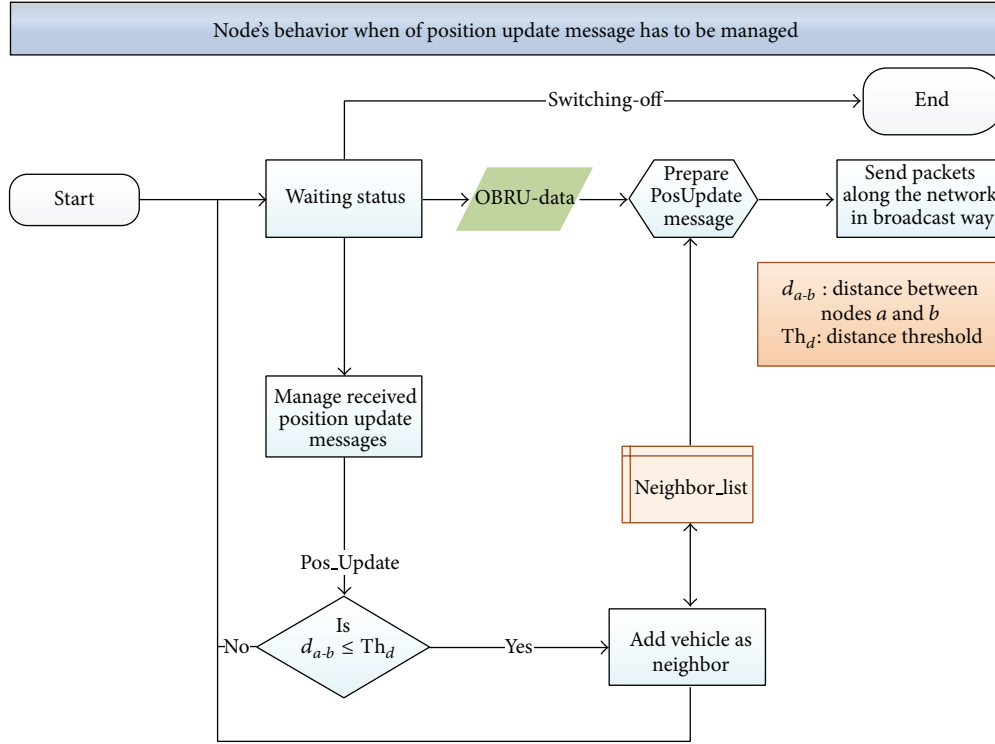 Node's behavior when of position update message has to be managed
Switching-off
End
Start
Waiting status
OBRU-data
Prepare
PosUpdate
message
Send packets
along the network
in broadcast way
d_{a-b} : distance between
nodes a and b
Th_d: distance threshold
Manage received
position update
messages
Neighbor_list
Pos_Update
Is
d_{a-b} ≤ Th_d
No
Yes
Add vehicle as
neighbor